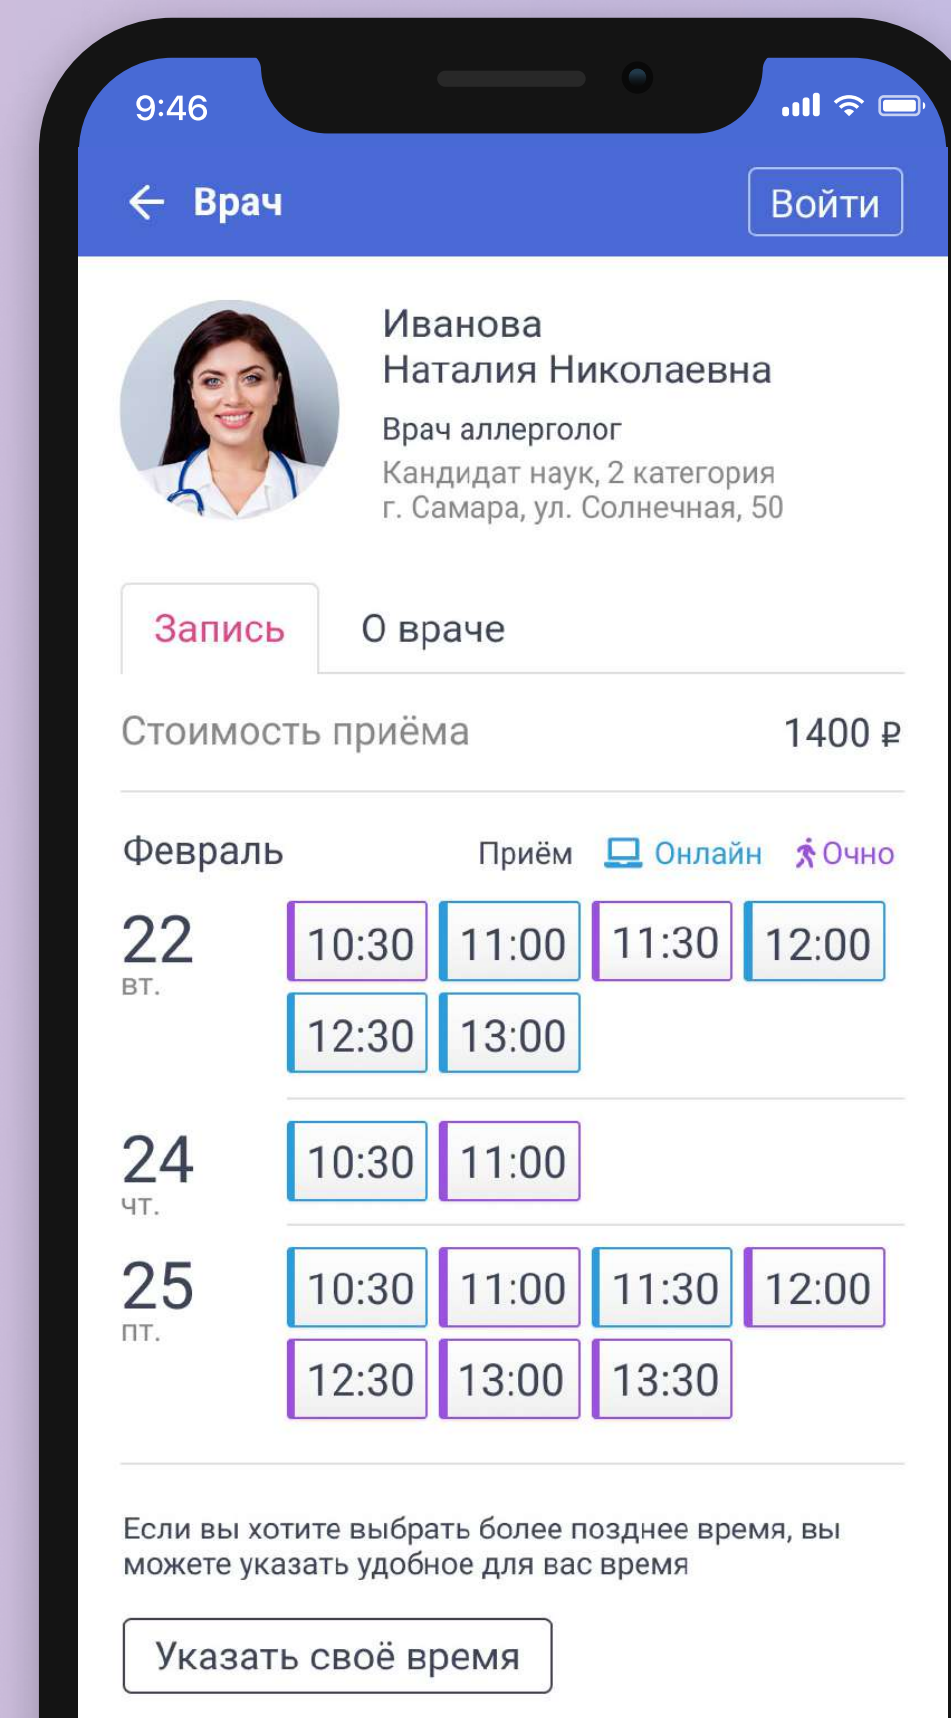 9:46
Врач
Войти
Иванова
Наталия Николаевна
Врач аллерголог
Кандидат наук, 2 категория
г. Самара, ул. Солнечная, 50
Запись О враче
Стоимость приёма 1400 ₽
Февраль Приём Онлайн Очно
22 10:30 11:00 11:30 12:00
вт.
12:30 13:00
24 10:30 11:00
чт.
25 10:30 11:00 11:30 12:00
пт.
12:30 13:00 13:30
Если вы хотите выбрать более позднее время, вы
можете указать удобное для вас время
Указать своё время